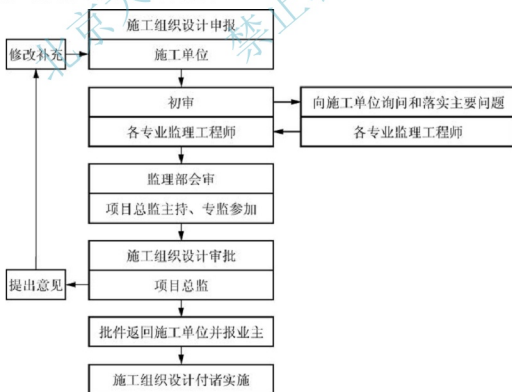 施工组织设计申报
修改补充
施工单位
初审
向施工单位询问和落实主要问题
各专业监理工程师
各专业监理工程师
监理部会审
项目总监主持、专监参加
施工组织设计审批
提出意见
项目总监
批件返回施工单位并报业主
施工组织设计付诸实施
北京
禁止